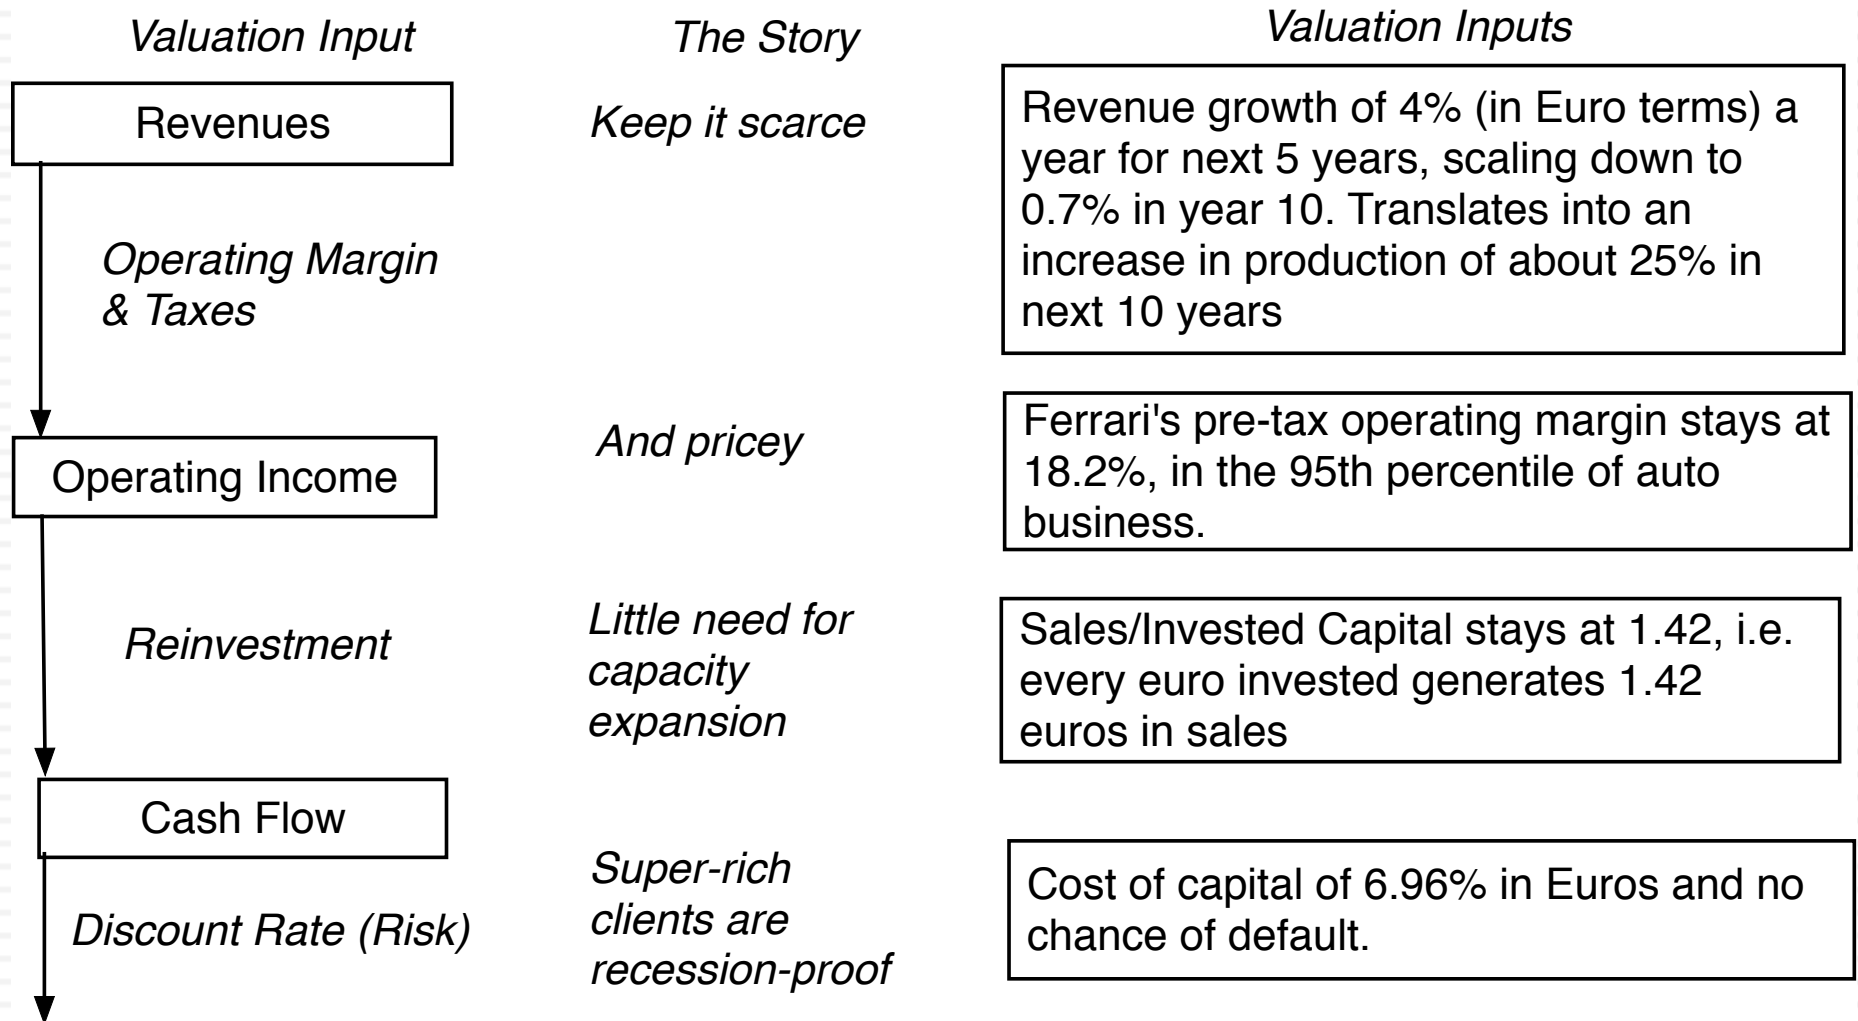 Valuation Input
The Story
Valuation Inputs
Revenues
Keep it scarce
Revenue growth of 4% (in Euro terms) a
year for next 5 years, scaling down to
0.7% in year 10. Translates into an
increase in production of about 25% in
next 10 years
Operating Margin
& Taxes
Operating Income
And pricey
Ferrari's pre-tax operating margin stays at
18.2%, in the 95th percentile of auto
business.
Reinvestment
Little need for
capacity
expansion
Sales/Invested Capital stays at 1.42, i.e.
every euro invested generates 1.42
euros in sales
Cash Flow
Discount Rate (Risk)
Super-rich
clients are
recession-proof
Cost of capital of 6.96% in Euros and no
chance of default.